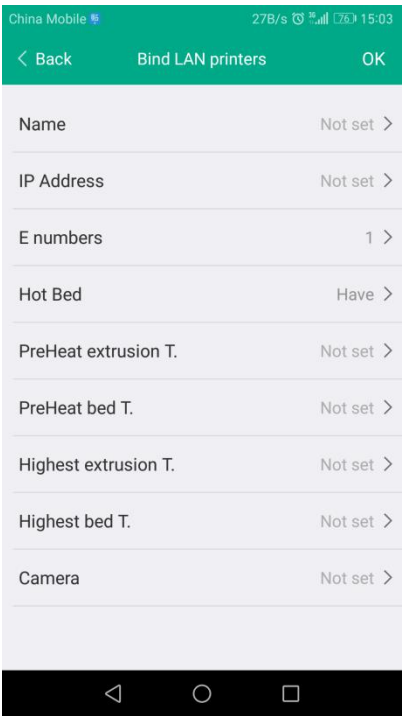 China Mobile 27B/s 76 15:03
Back Bind LAN printers OK
Name Not set
IP Address Not set
E numbers 1
Hot Bed Have
PreHeat extrusion T. Not set
PreHeat bed T. Not set
Highest extrusion T. Not set
Highest bed T. Not set
Camera Not set